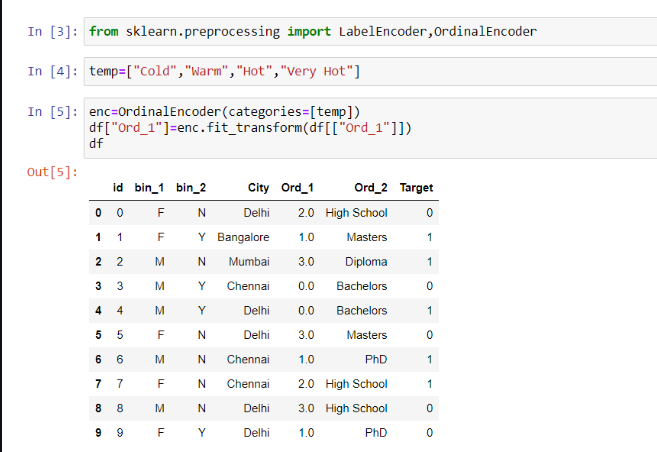 In [3]: from sklearn.preprocessing import LabelEncoder,OrdinalEncoder
In [4]: temp=["Cold","Warm","Hot","Very Hot"]
In [5]: enc=OrdinalEncoder(categories=[temp])
df["Ord_1"]=enc.fit_transform(df[["Ord_1"]])
df
Out[5]:
id bin_1 bin_2 City Ord_1 Ord_2 Target
0 0 F N Delhi 2.0 High School 0
1 1 F Y Bangalore 1.0 Masters 1
2 2 M N Mumbai 3.0 Diploma 1
3 3 M Y Chennai 0.0 Bachelors 0
4 4 M Y Delhi 0.0 Bachelors 1
5 5 F N Delhi 3.0 Masters 0
6 6 M N Chennai 1.0 PhD 1
7 7 F N Chennai 2.0 High School 1
8 8 M N Delhi 3.0 High School 0
9 9 F Y Delhi 1.0 PhD 0